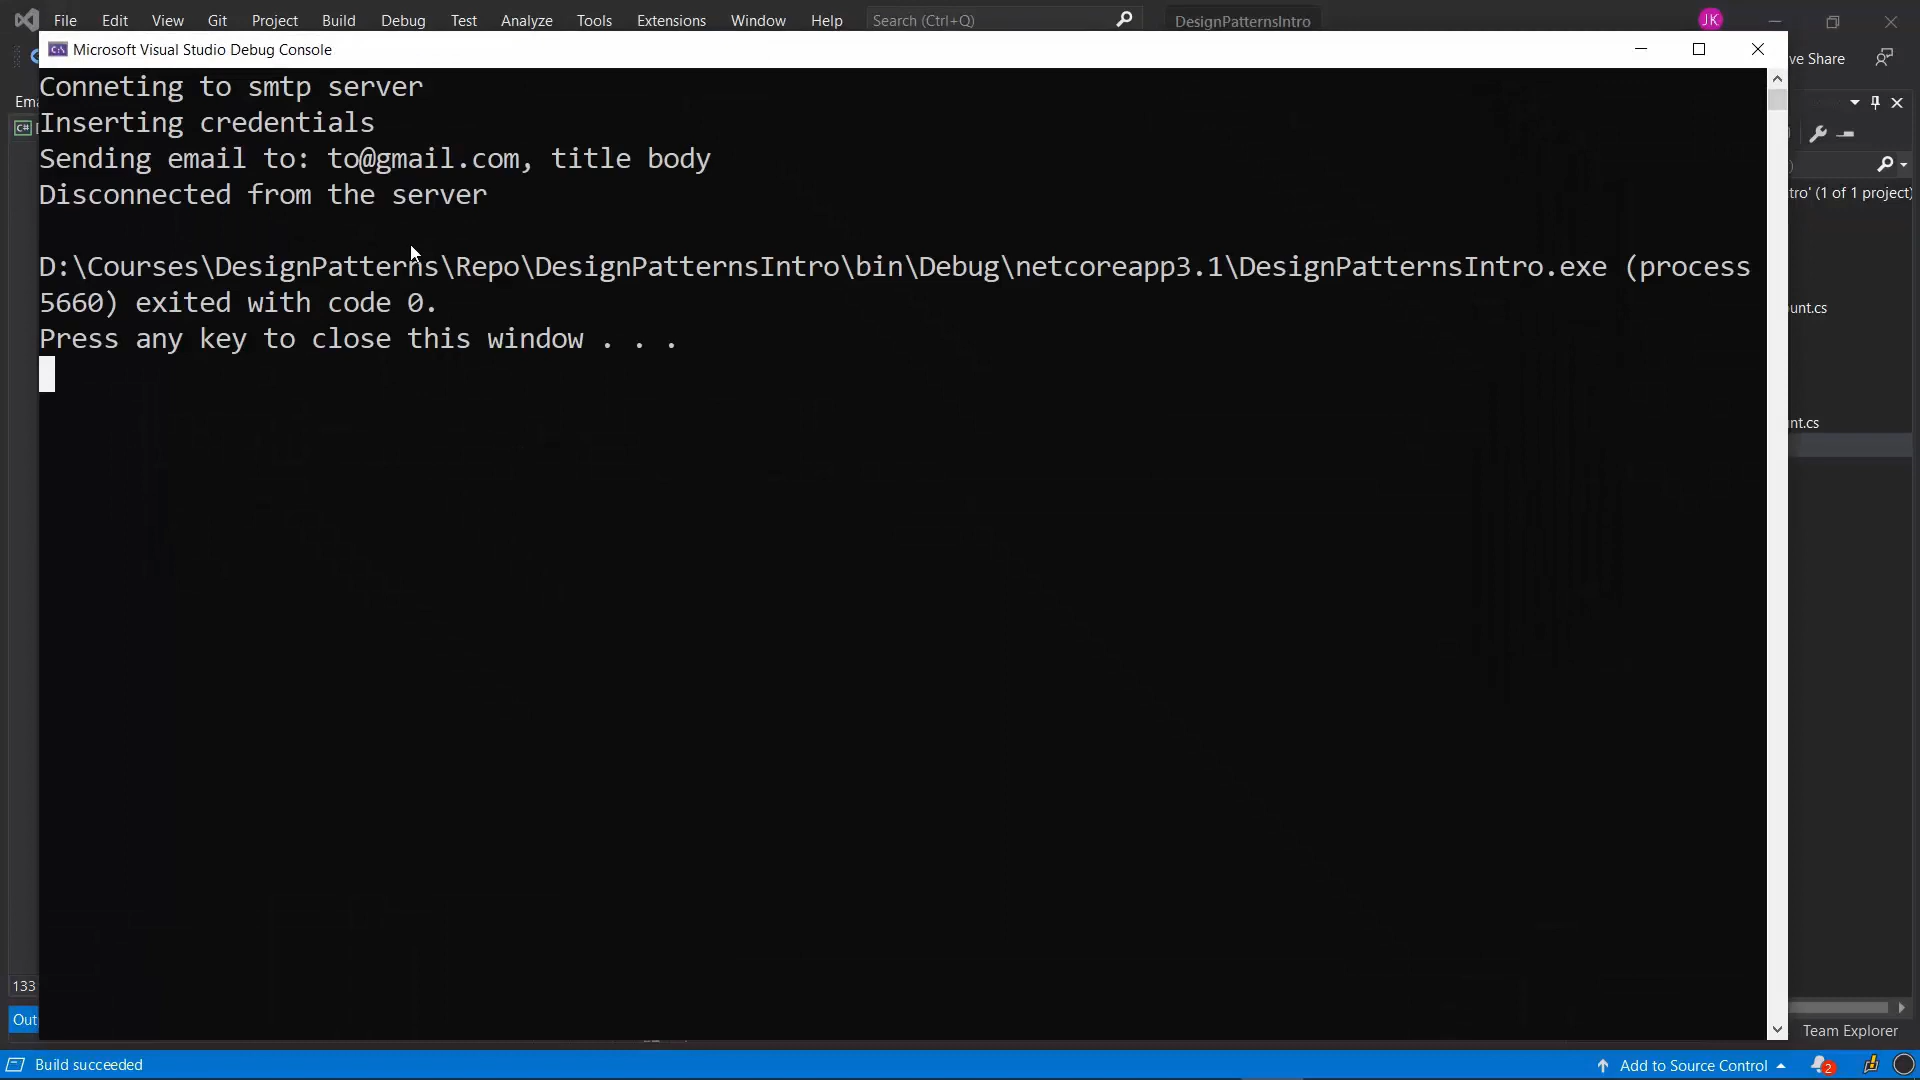 File Edit View Git Project Build Debug Test Analyze Tools Extensions Window Help Search (Ctrl+Q) DesignPatternsIntro JK
Microsoft Visual Studio Debug Console
ve Share
Ema
C#
Conneting to smtp server
Inserting credentials
Sending email to: to@gmail.com, title body
Disconnected from the server
tro' (1 of 1 project)
D:\Courses\DesignPatterns\Repo\DesignPatternsIntro\bin\Debug\netcoreapp3.1\DesignPatternsIntro.exe (process
5660) exited with code 0.
unt.cs
Press any key to close this window . . .
nt.cs
133
Out
Team Explorer
Build succeeded
Add to Source Control
2